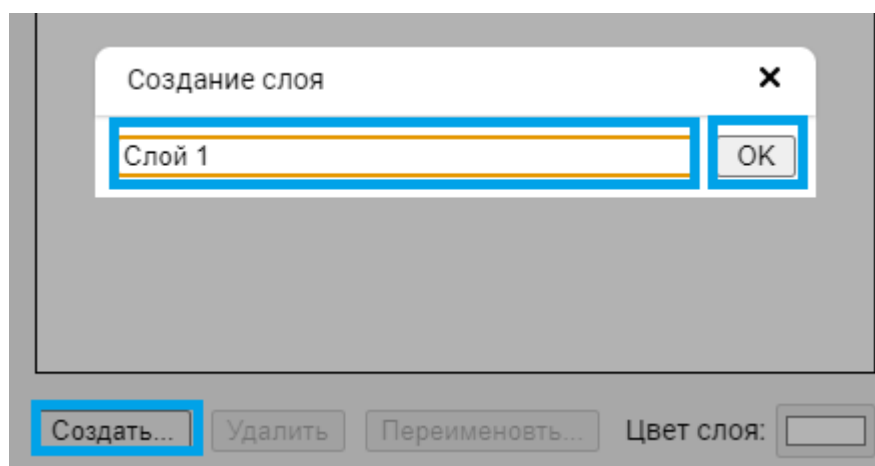 Создание слоя
Слой 1 OK
Создать... Удалить Переименовть... Цвет слоя: